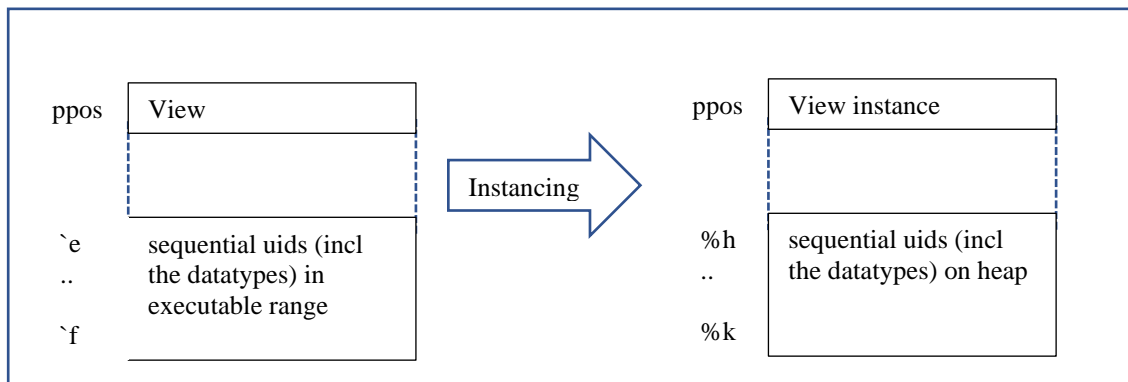 ppos
View
`e
..
`f
sequential uids (incl
the datatypes) in
executable range
Instancing
ppos
View instance
%h
..
%k
sequential uids (incl
the datatypes) on heap